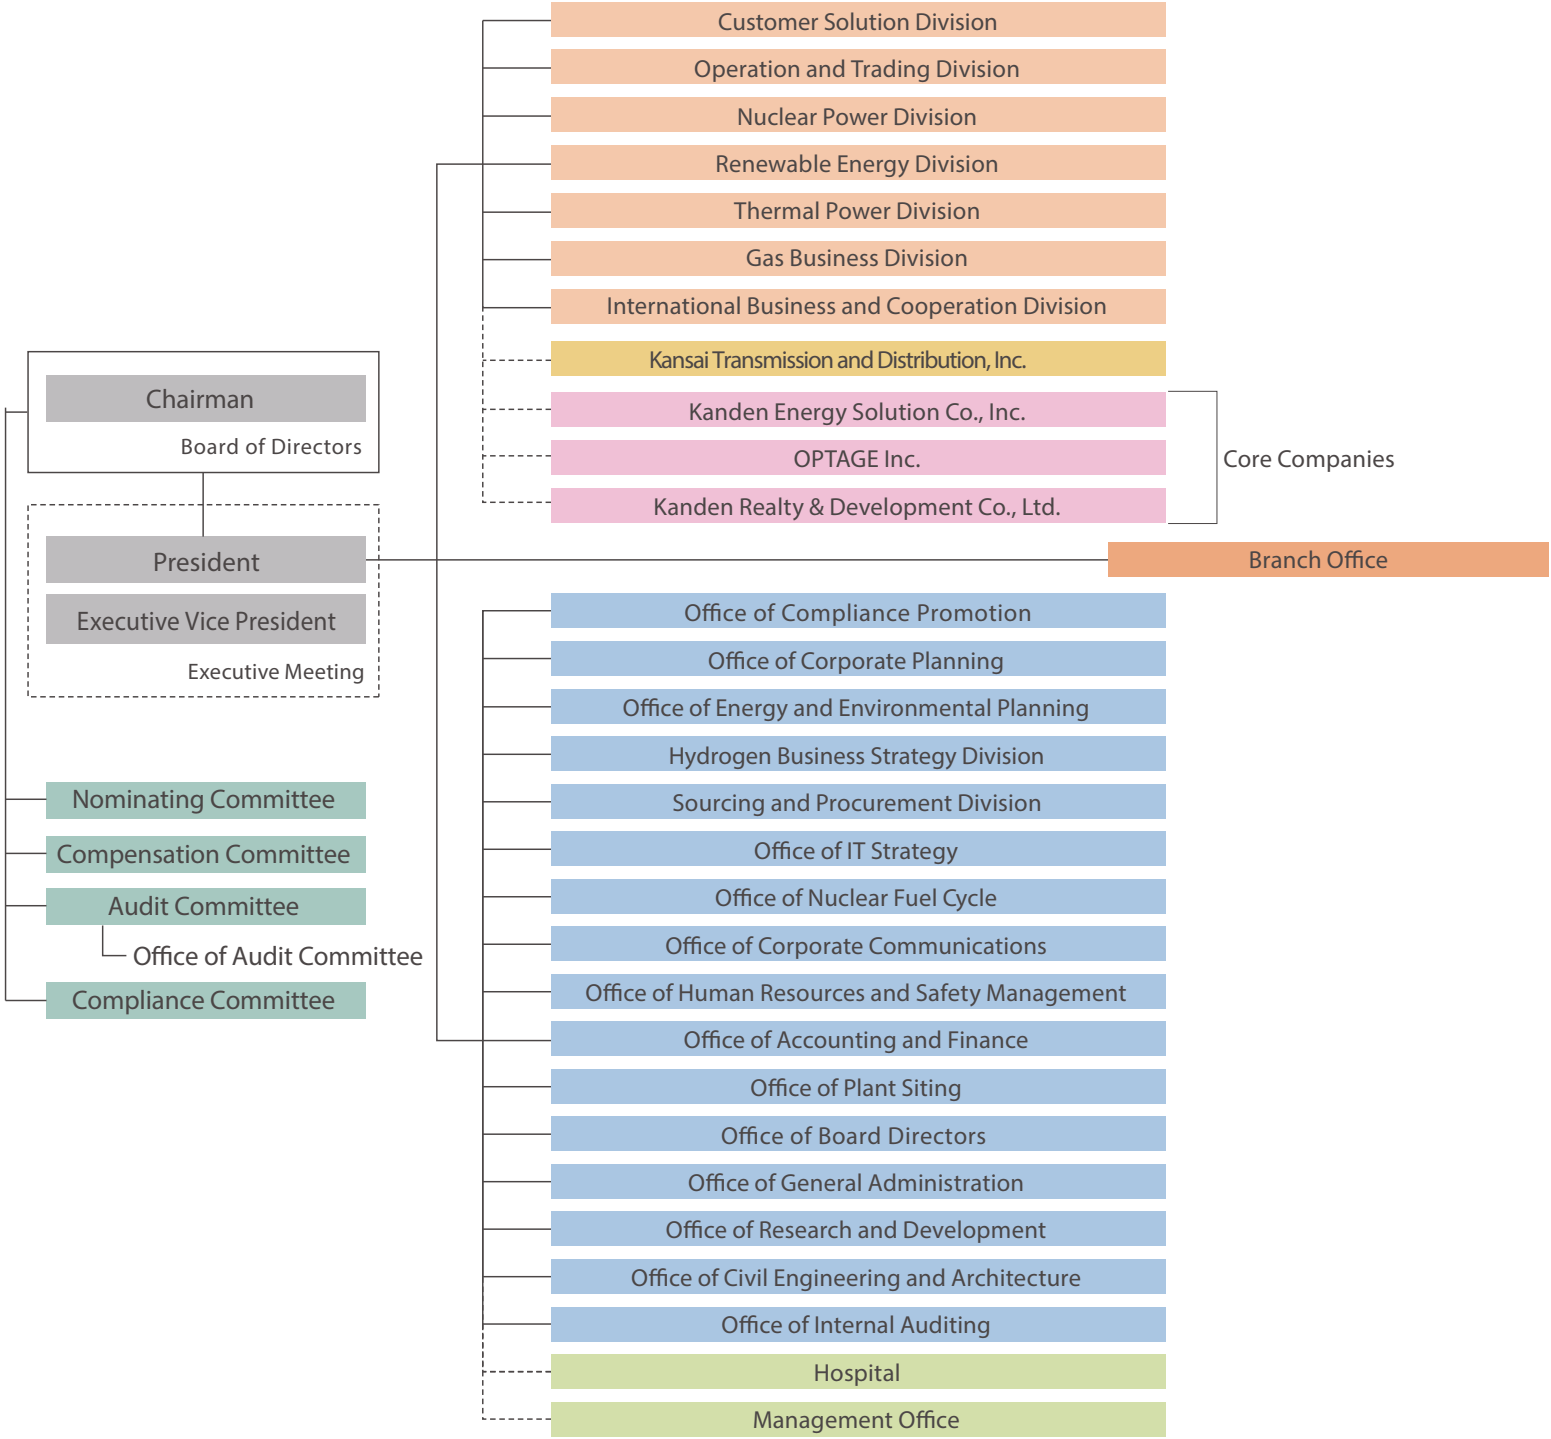 Customer Solution Division
Operation and Trading Division
Nuclear Power Division
Renewable Energy Division
Thermal Power Division
Gas Business Division
International Business and Cooperation Division
Kansai Transmission and Distribution, Inc.
Kanden Energy Solution Co., Inc.
OPTAGE Inc.
Kanden Realty & Development Co., Ltd.
Core Companies
Chairman
Board of Directors
President
Executive Vice President
Executive Meeting
Branch Office
Nominating Committee
Compensation Committee
Audit Committee
Office of Audit Committee
Compliance Committee
Office of Compliance Promotion
Office of Corporate Planning
Office of Energy and Environmental Planning
Hydrogen Business Strategy Division
Sourcing and Procurement Division
Office of IT Strategy
Office of Nuclear Fuel Cycle
Office of Corporate Communications
Office of Human Resources and Safety Management
Office of Accounting and Finance
Office of Plant Siting
Office of Board Directors
Office of General Administration
Office of Research and Development
Office of Civil Engineering and Architecture
Office of Internal Auditing
Hospital
Management Office